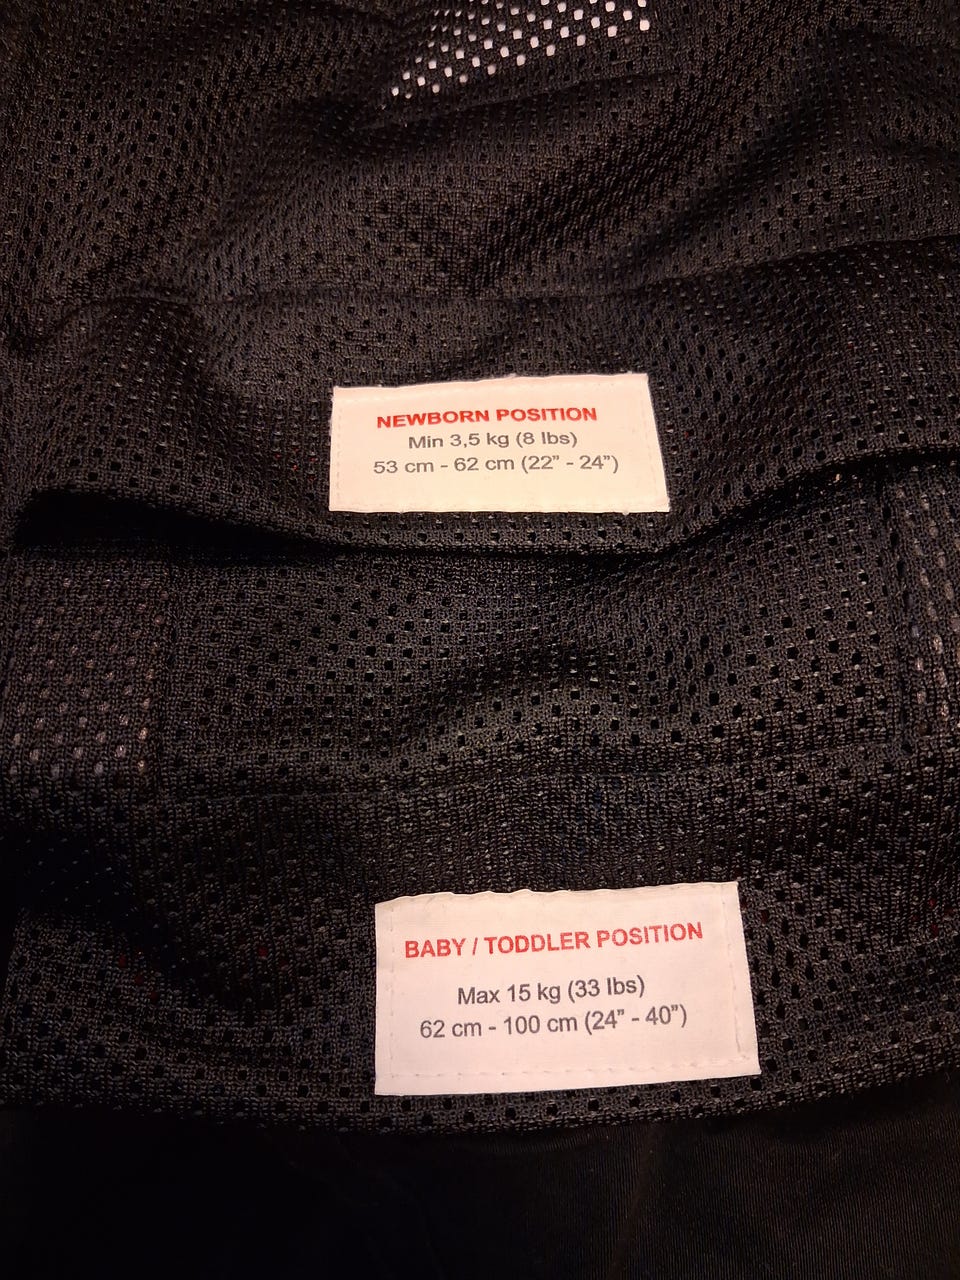 NEWBORN POSITION
Min 3,5 kg (8 lbs)
53 cm - 62 cm (22” - 24”)
BABY / TODDLER POSITION
Max 15 kg (33 lbs)
62 cm - 100 cm (24” - 40”)